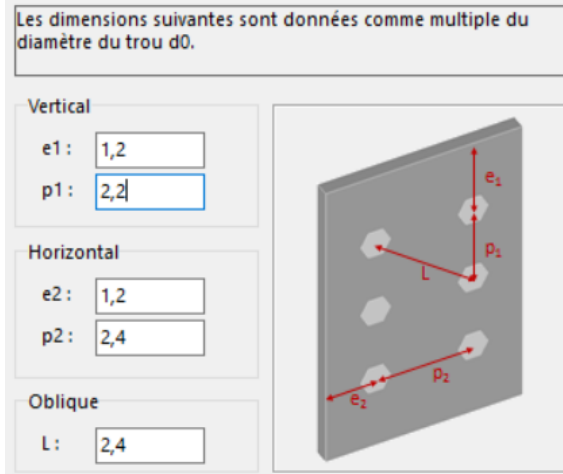 Les dimensions suivantes sont données comme multiple du
diamètre du trou d0.
Vertical
e1 : 1,2
p1 : 2,2
Horizontal
e2 : 1,2
p2 : 2,4
Oblique
L : 2,4
e₁
p₁
L
p₂
e₂